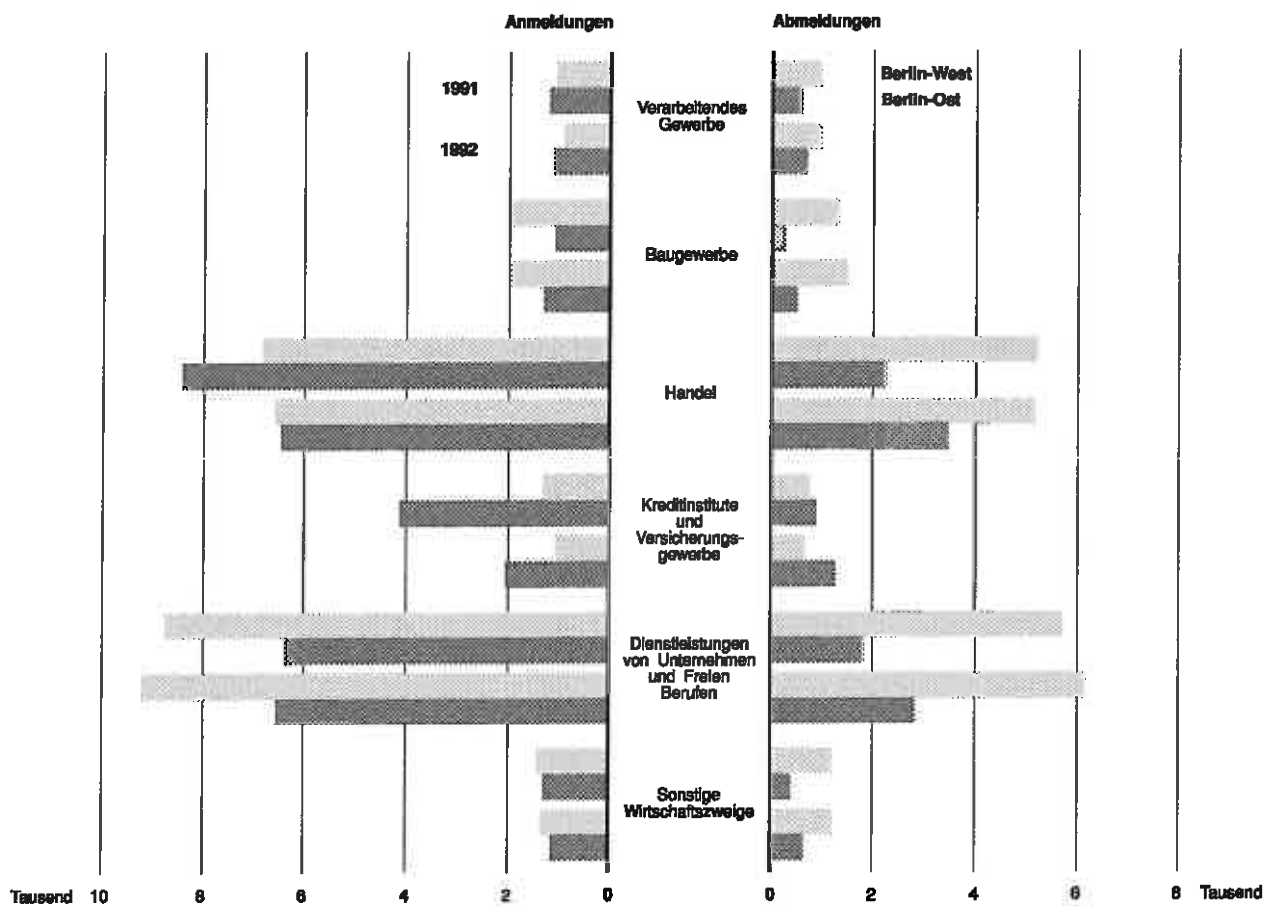 Anmeldungen
Abmeldungen
1991
1992
Berlin-West
Berlin-Ost
Verarbeitendes
Gewerbe
Baugewerbe
Handel
Kreditinstitute
und
Versicherungs-
gewerbe
Dienstleistungen
von Unternehmen
und Freien
Berufen
Sonstige
Wirtschaftszweige
Tausend 10 8 6 4 2 0
0 2 4 6 8 Tausend